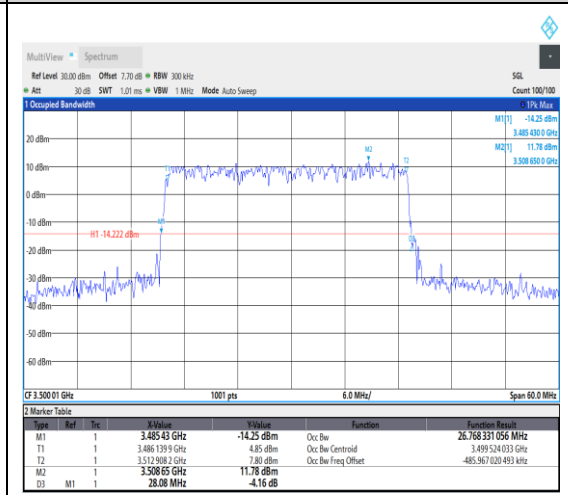 MultiView Spectrum
Ref Level 30.00 dBm Offset 7.70 dB RBW 300 kHz SGL
Att 30 dB SWT 1.01 ms VBW 1 MHz Mode Auto Sweep Count 100/100
1 Occupied Bandwidth 1Pk Max
M1[1] -14.25 dBm
3.485 430 0 GHz
M2[1] 11.78 dBm
3.508 650 0 GHz
20 dBm
10 dBm
0 dBm
-10 dBm
-20 dBm
-30 dBm
-40 dBm
-50 dBm
-60 dBm
M2
T2
M1
H1 -14.222 dBm
CF 3.500 01 GHz 1001 pts 6.0 MHz/ Span 60.0 MHz
2 Marker Table
Type Ref Trc X-Value Y-Value Function Function Result
M1 1 3.485 43 GHz -14.25 dBm Occ Bw 26.768 331 056 MHz
T1 1 3.486 139 9 GHz 4.85 dBm Occ Bw Centroid 3.499 524 033 GHz
T2 1 3.512 908 2 GHz 7.80 dBm Occ Bw Freq Offset -485.967 020 493 kHz
M2 1 3.508 65 GHz 11.78 dBm
D3 M1 1 28.08 MHz -4.16 dB